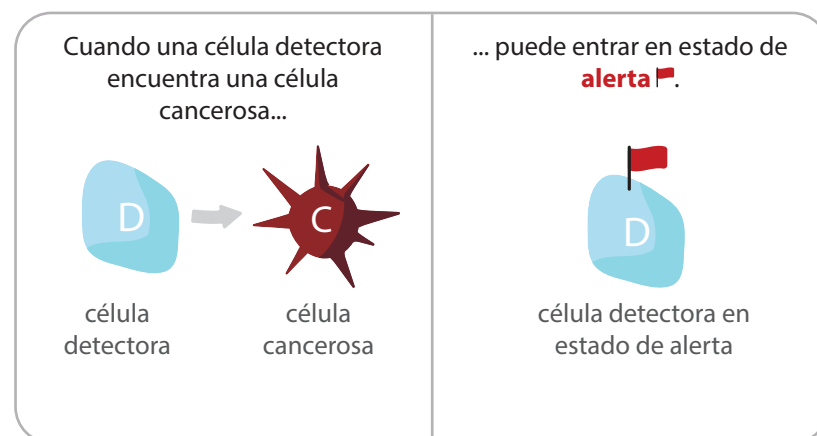 Cuando una célula detectora
encuentra una célula
cancerosa...
D
C
célula
detectora
célula
cancerosa
... puede entrar en estado de
alerta.
D
célula detectora en
estado de alerta